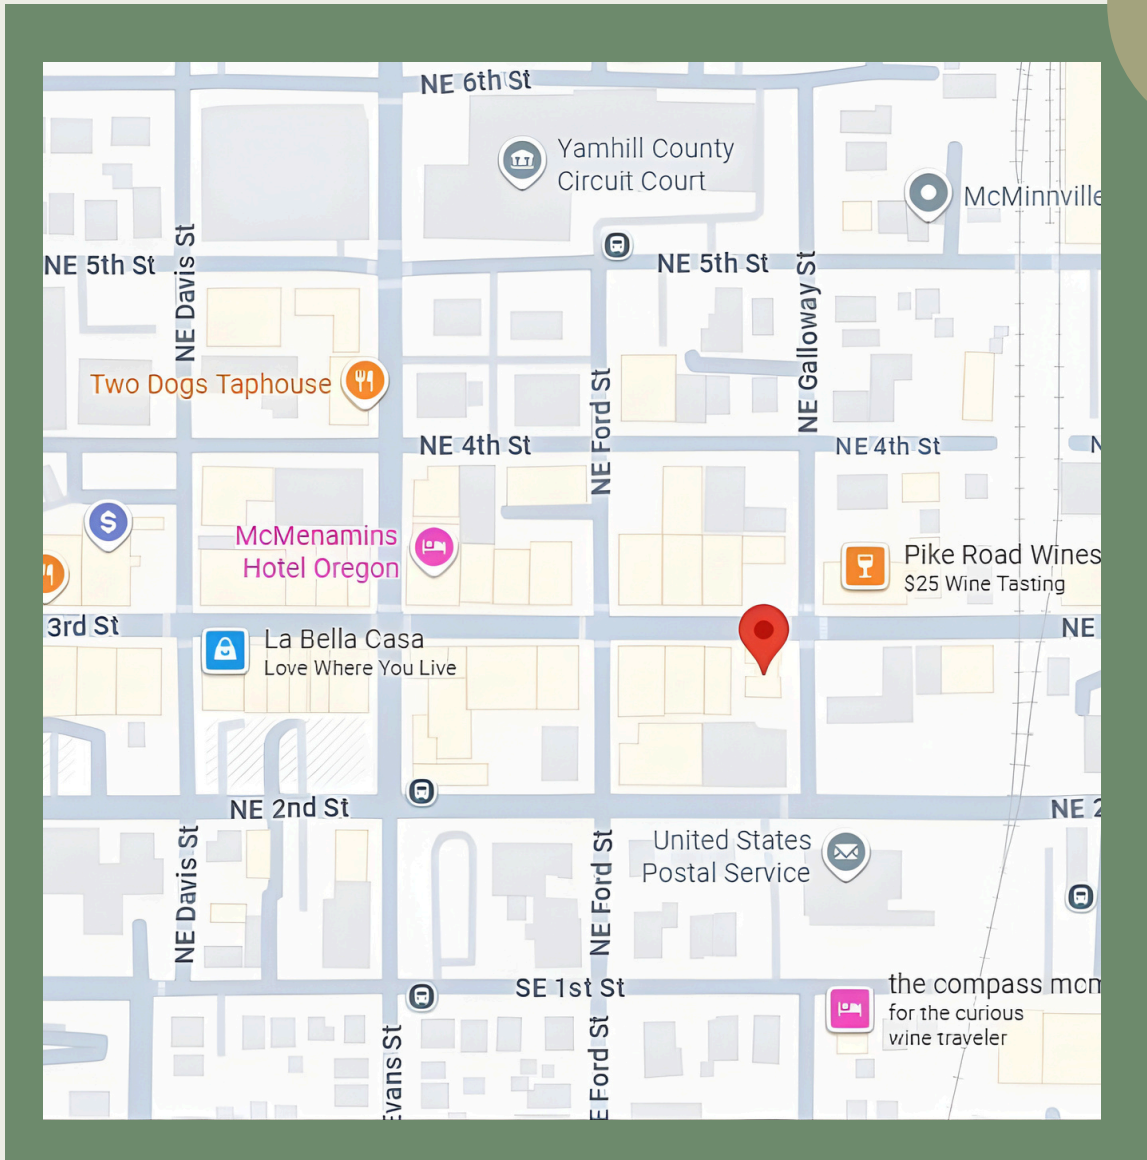 NE 6th St
Yamhill County
Circuit Court
McMinnville
NE Davis St
NE 5th St
NE 5th St
NE Galloway St
Two Dogs Taphouse
NE Ford St
NE 4th St
NE 4th St
N
$
McMenamins
Hotel Oregon
Pike Road Wines
$25 Wine Tasting
3rd St
NE
La Bella Casa
Love Where You Live
NE 2nd St
NE 2
NE Davis St
NE Ford St
United States
Postal Service
SE 1st St
the compass mcm
for the curious
wine traveler
Evans St
E Ford St